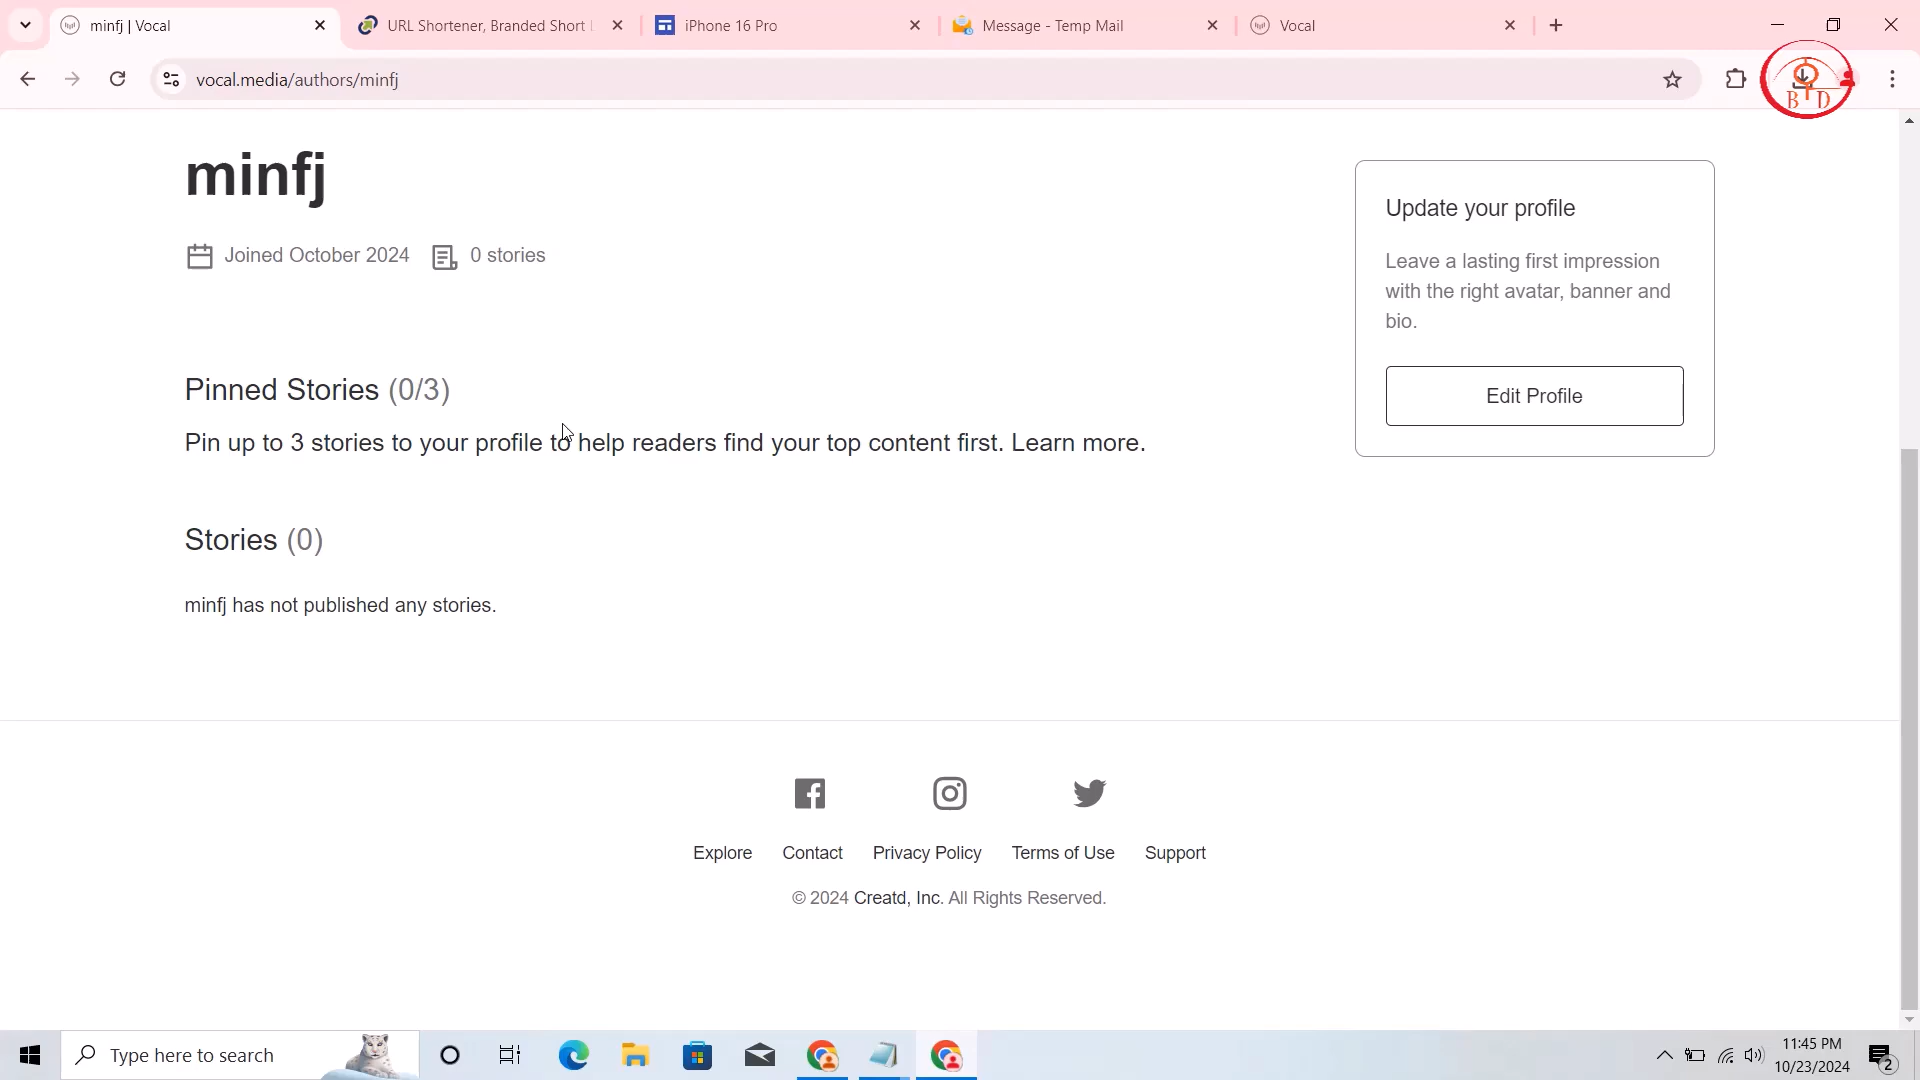 minfj | Vocal
URL Shortener, Branded Short
iPhone 16 Pro
Message - Temp Mail
Vocal
vocal.media/authors/minfj
B D
minfj
Joined October 2024
0 stories
Update your profile
Leave a lasting first impression
with the right avatar, banner and
bio.
Edit Profile
Pinned Stories (0/3)
Pin up to 3 stories to your profile to help readers find your top content first. Learn more.
Stories (0)
minfj has not published any stories.
Explore
Contact
Privacy Policy
Terms of Use
Support
© 2024 Creatd, Inc. All Rights Reserved.
Type here to search
11:45 PM
10/23/2024
2